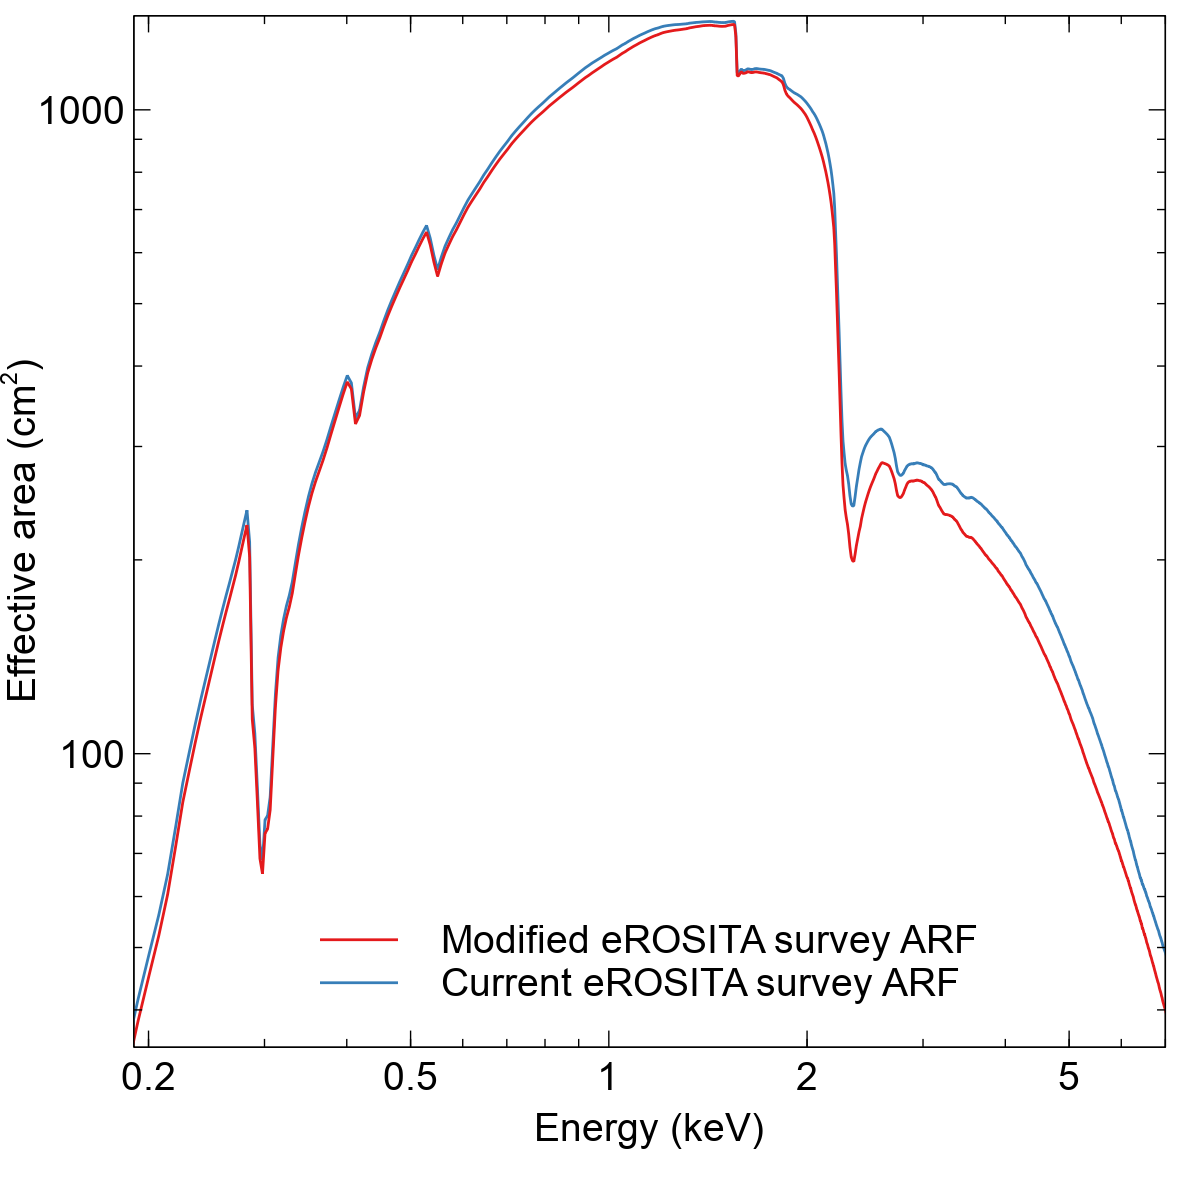 1000
100
Effective area (cm²)
Modified eROSITA survey ARF
Current eROSITA survey ARF
0.2 0.5 1 2 5
Energy (keV)